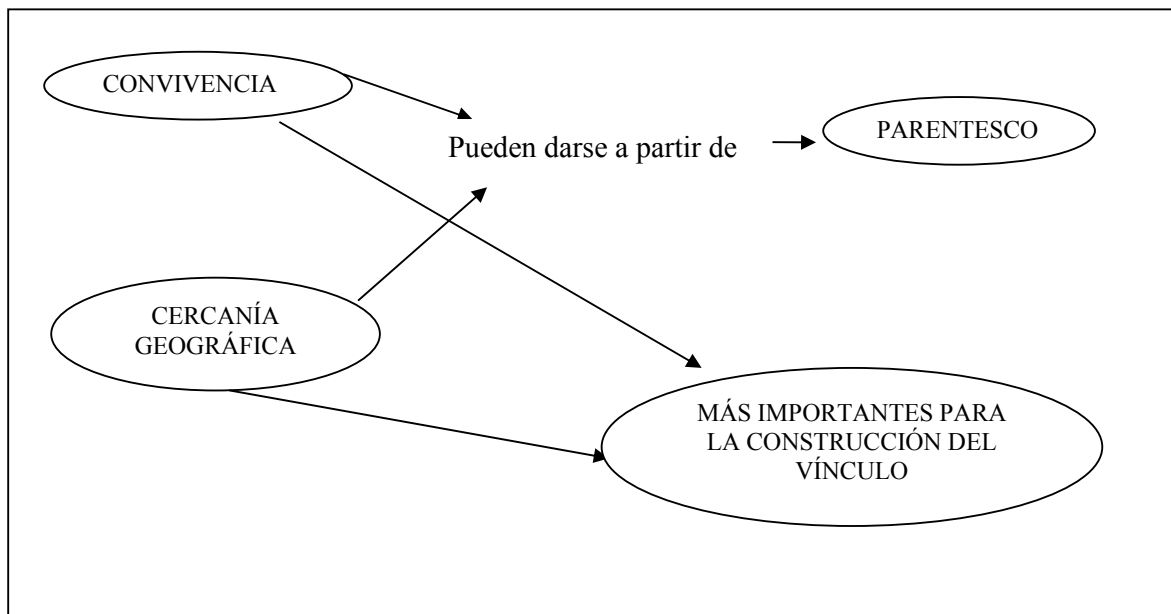 CONVIVENCIA
Pueden darse a partir de
PARENTESCO
CERCANÍA
GEOGRÁFICA
MÁS IMPORTANTES PARA
LA CONSTRUCCIÓN DEL
VÍNCULO